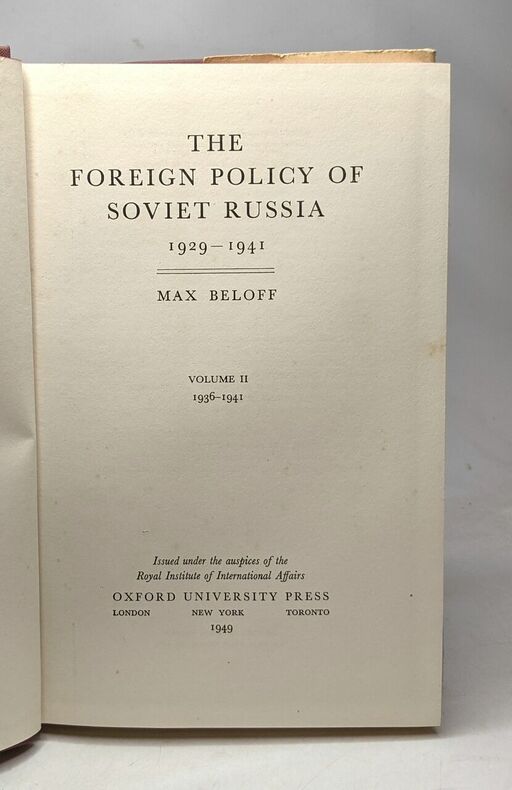 THE
FOREIGN POLICY OF
SOVIET RUSSIA
1929—1941
MAX BELOFF
VOLUME II
1936–1941
Issued under the auspices of the
Royal Institute of International Affairs
OXFORD UNIVERSITY PRESS
LONDON NEW YORK TORONTO
1949